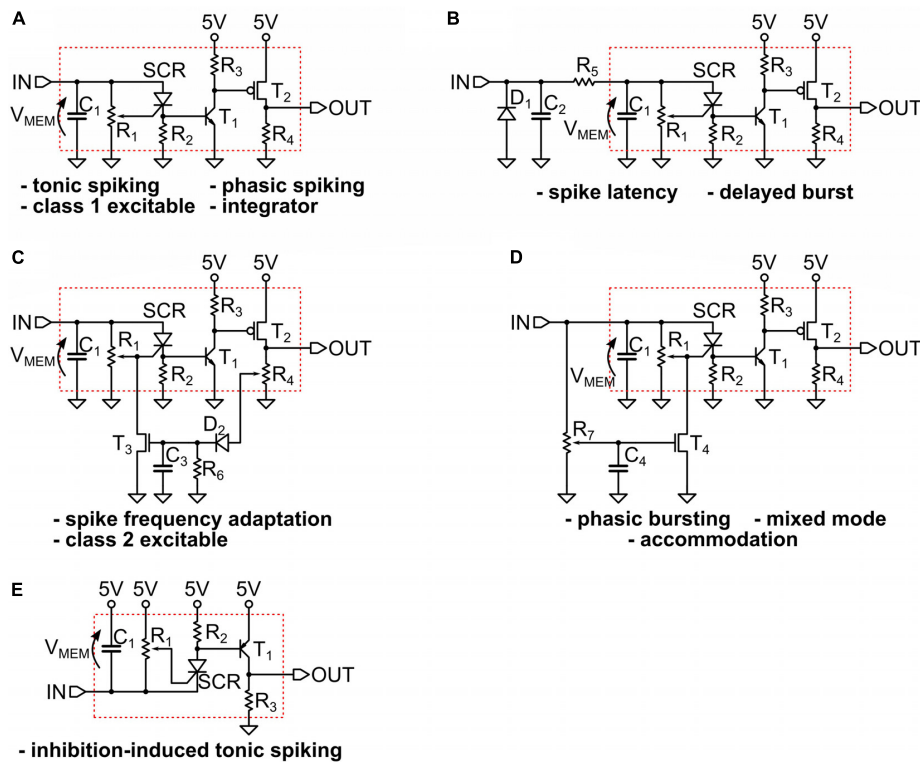 A
5V 5V
IN
SCR
R3
T2
VMEM
C1
R1
R2
T1
OUT
R4
- tonic spiking - phasic spiking
- class 1 excitable - integrator
B
5V 5V
IN
R5
SCR
R3
T2
D1
C2
VMEM
C1
R1
R2
T1
OUT
R4
- spike latency - delayed burst
C
5V 5V
IN
SCR
R3
T2
VMEM
C1
R1
R2
T1
OUT
R4
T3
C3
R6
D2
- spike frequency adaptation
- class 2 excitable
D
5V 5V
IN
SCR
R3
T2
VMEM
C1
R1
R2
T1
OUT
R4
R7
C4
T4
- phasic bursting - mixed mode
- accommodation
E
5V 5V 5V 5V
VMEM
C1
R1
R2
T1
IN
SCR
OUT
R3
- inhibition-induced tonic spiking